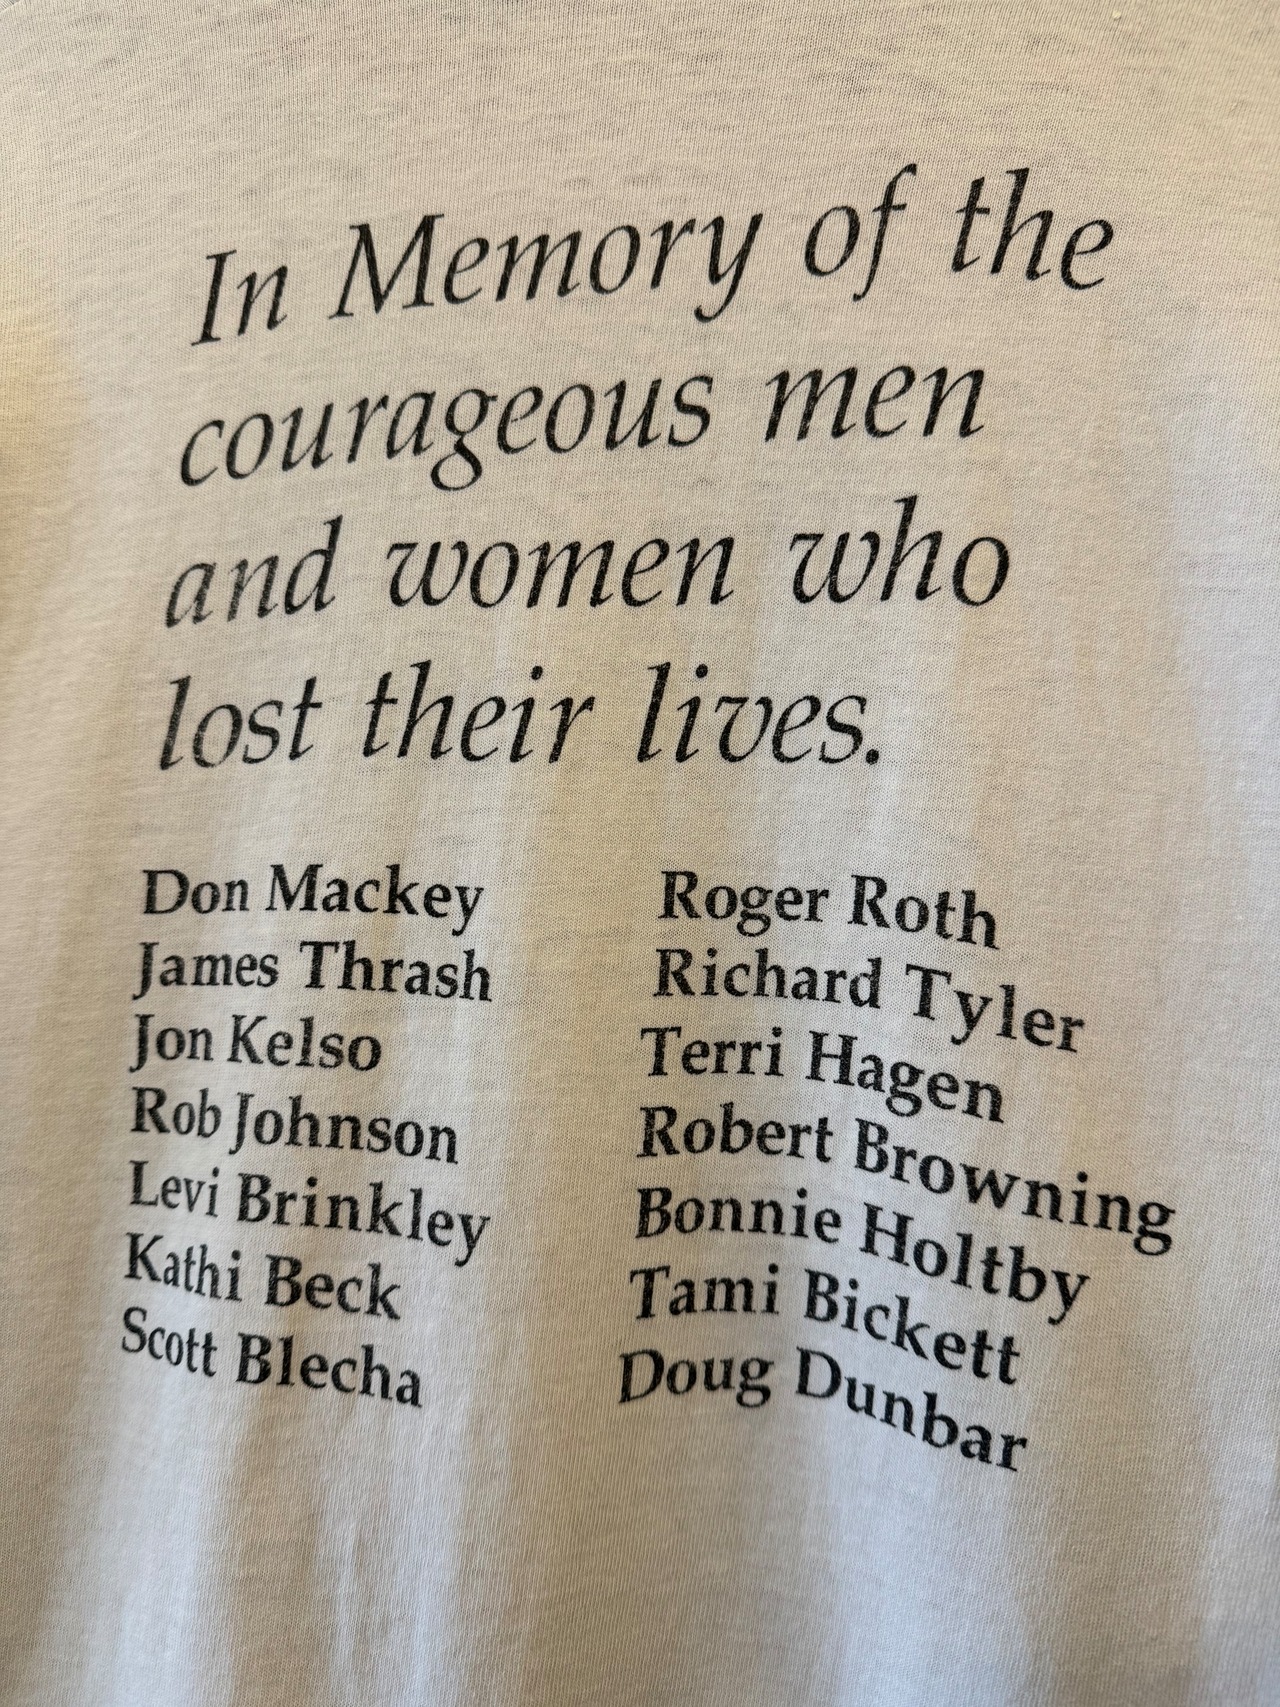 In Memory of the
courageous men
and women who
lost their lives.
Don Mackey
James Thrash
Jon Kelso
Rob Johnson
Levi Brinkley
Kathi Beck
Scott Blecha
Roger Roth
Richard Tyler
Terri Hagen
Robert Browning
Bonnie Holtby
Tami Bickett
Doug Dunbar